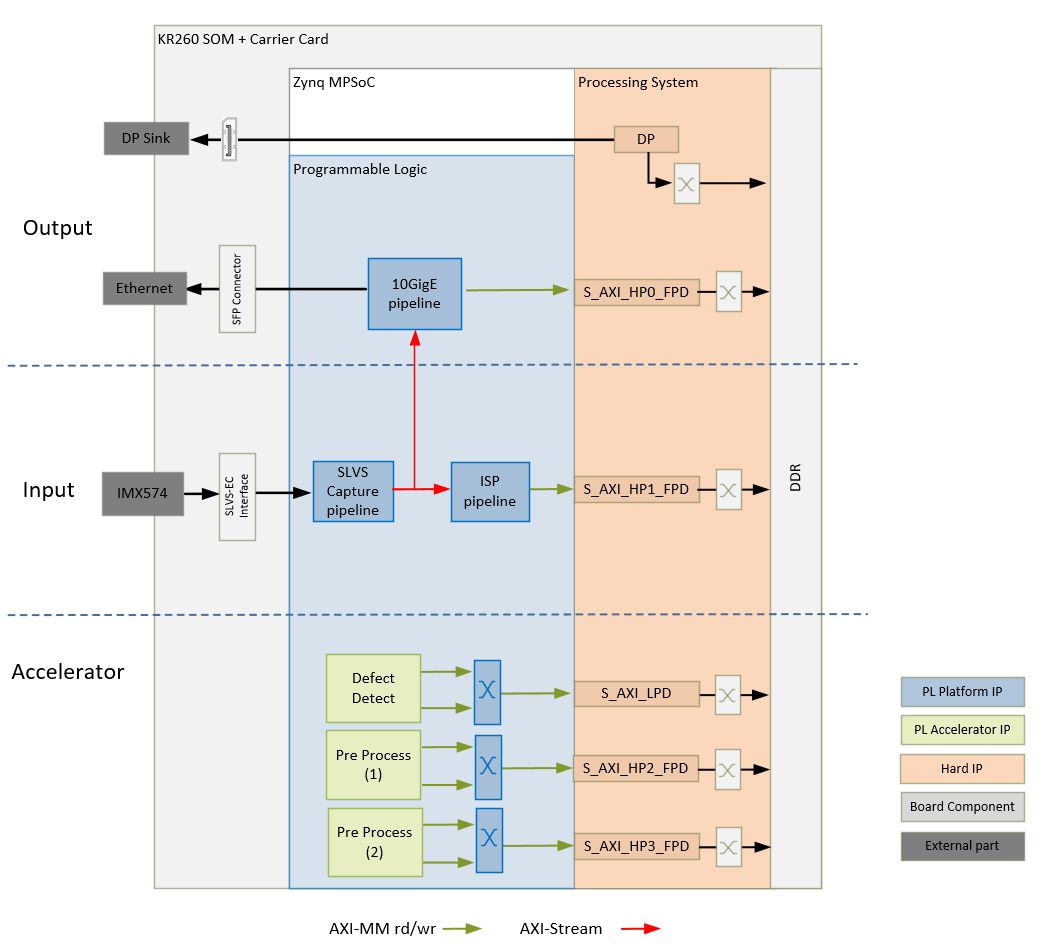 KR260 SOM + Carrier Card
Zynq MPSoC
Processing System
DP Sink
DP
Programmable Logic
Output
Ethernet
SFP Connector
10GigE
pipeline
S_AXI_HP0_FPD
Input
IMX574
SLVS-EC
Interface
SLVS
Capture
pipeline
ISP
pipeline
S_AXI_HP1_FPD
DDR
Accelerator
Defect
Detect
S_AXI_LPD
Pre Process
(1)
S_AXI_HP2_FPD
Pre Process
(2)
S_AXI_HP3_FPD
PL Platform IP
PL Accelerator IP
Hard IP
Board Component
External part
AXI-MM rd/wr
AXI-Stream